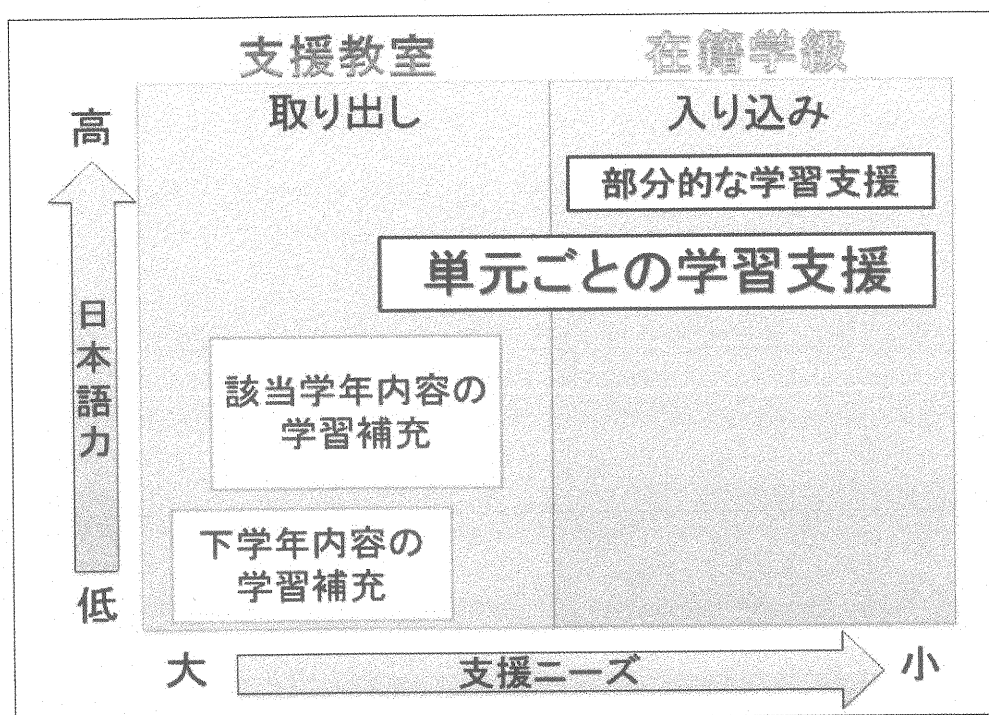 支援教室
在籍学級
取り出し
入り込み
高
部分的な学習支援
単元ごとの学習支援
日本語力
該当学年内容の
学習補充
下学年内容の
学習補充
低
大
支援ニーズ
小